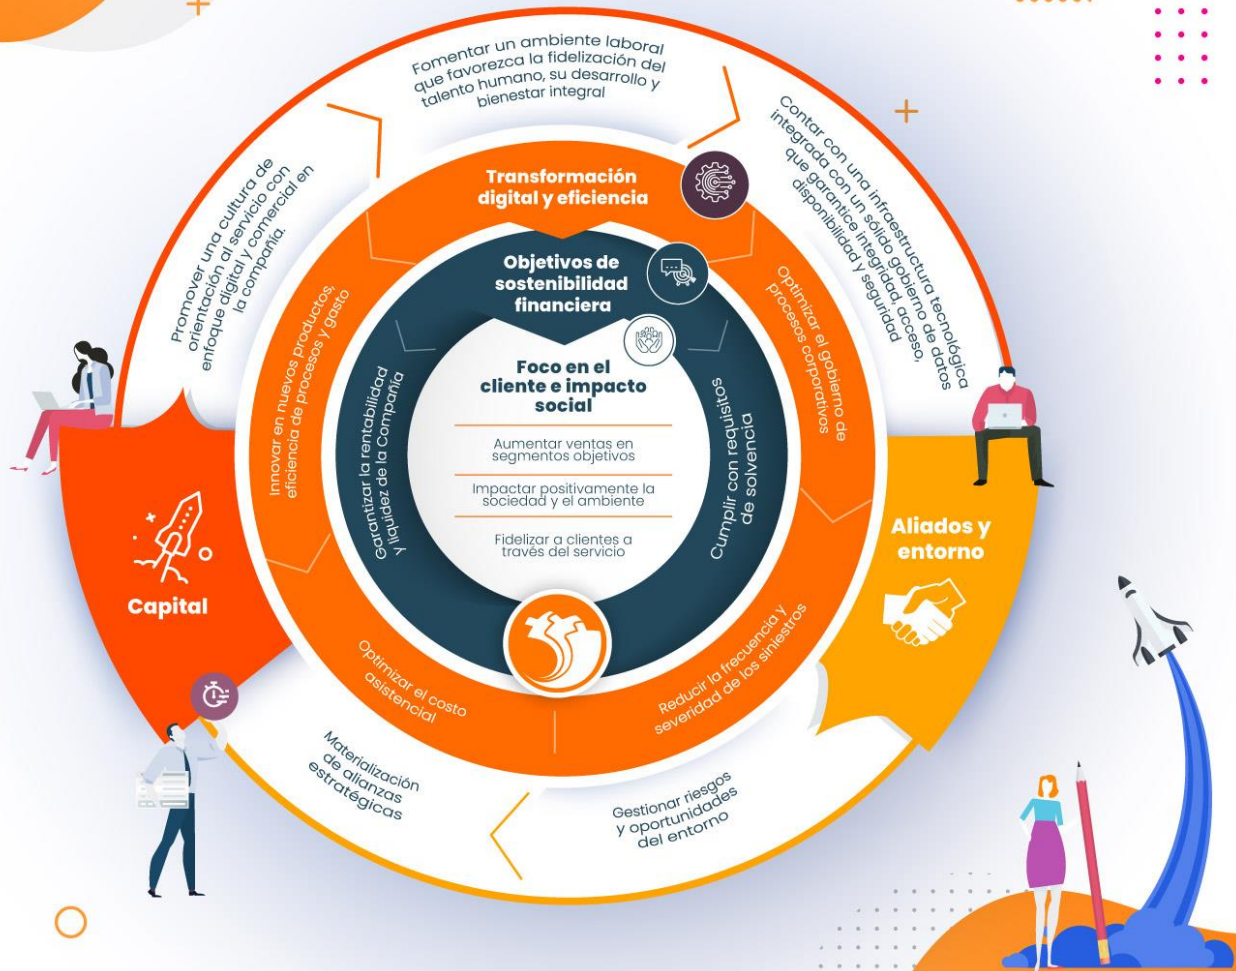 Fomentar un ambiente laboral
que favorezca la fidelización del
talento humano, su desarrollo y
bienestar integral
Contar con una infraestructura tecnológica
integrada con un sólido gobierno de datos
que garantice integridad, acceso,
disponibilidad y seguridad
Promover una cultura de
orientación al servicio con
enfoque digital y comercial en
la compañía.
Transformación
digital y eficiencia
Innovar en nuevos productos,
eficiencia de procesos y gasto
Optimizar el gobierno de
procesos corporativos
Objetivos de
sostenibilidad
financiera
Garantizar la rentabilidad
y liquidez de la Compañía
Cumplir con requisitos
de solvencia
Foco en el
cliente e impacto
social
Aumentar ventas en
segmentos objetivos
Impactar positivamente la
sociedad y el ambiente
Fidelizar a clientes a
través del servicio
Capital
Aliados y
entorno
Optimizar el costo
asistencial
Reducir la frecuencia y
severidad de los siniestros
Materialización
de alianzas
estratégicas
Gestionar riesgos
y oportunidades
del entorno